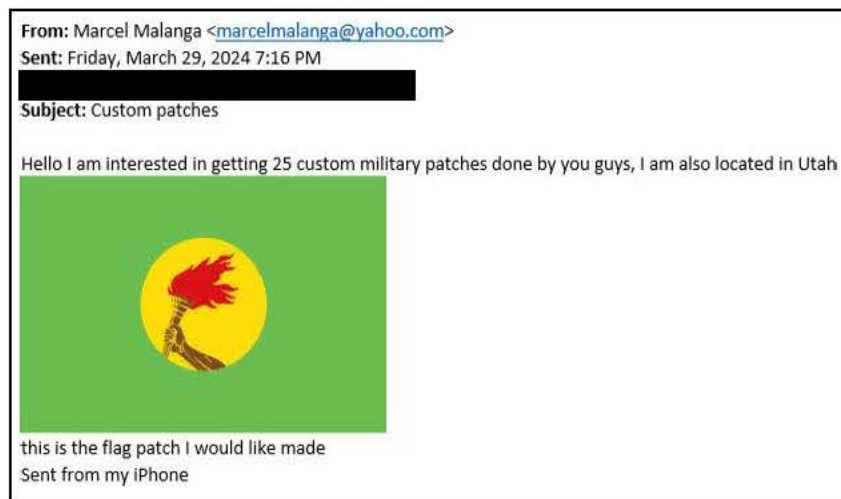 From: Marcel Malanga <marcelmalanga@yahoo.com>
Sent: Friday, March 29, 2024 7:16 PM
Subject: Custom patches
Hello I am interested in getting 25 custom military patches done by you guys, I am also located in Utah
this is the flag patch I would like made
Sent from my iPhone